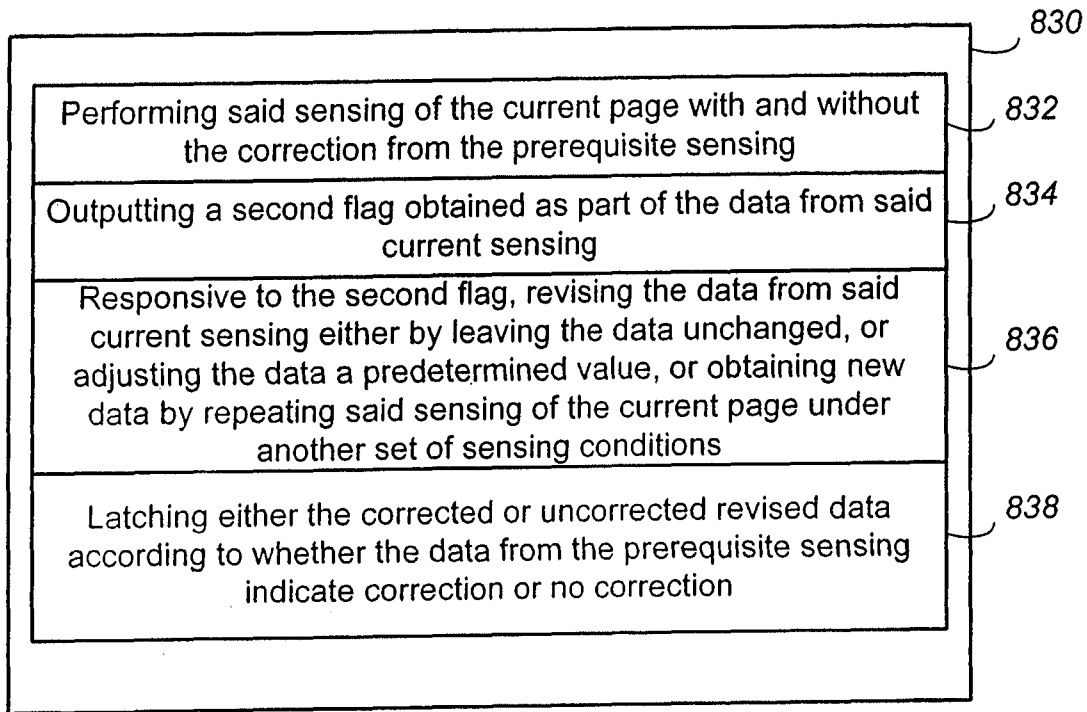 830
Performing said sensing of the current page with and without
the correction from the prerequisite sensing
832
Outputting a second flag obtained as part of the data from said
current sensing
834
Responsive to the second flag, revising the data from said
current sensing either by leaving the data unchanged, or
adjusting the data a predetermined value, or obtaining new
data by repeating said sensing of the current page under
another set of sensing conditions
836
Latching either the corrected or uncorrected revised data
according to whether the data from the prerequisite sensing
indicate correction or no correction
838